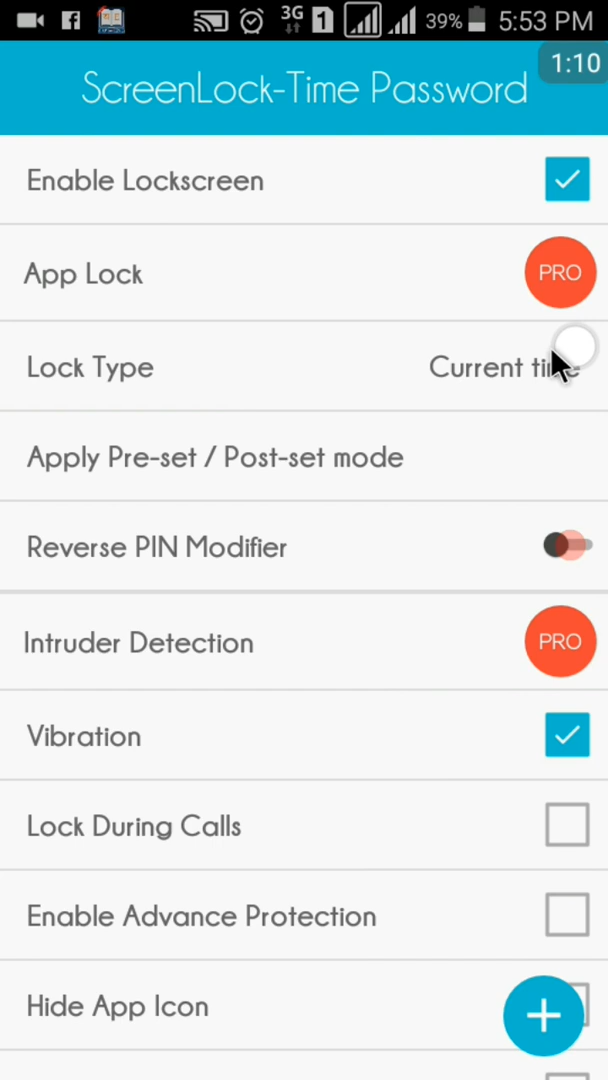 3G 1 39% 5:53 PM
1:10
ScreenLock-Time Password
Enable Lockscreen
App Lock PRO
Lock Type Current time
Apply Pre-set / Post-set mode
Reverse PIN Modifier
Intruder Detection PRO
Vibration
Lock During Calls
Enable Advance Protection
Hide App Icon